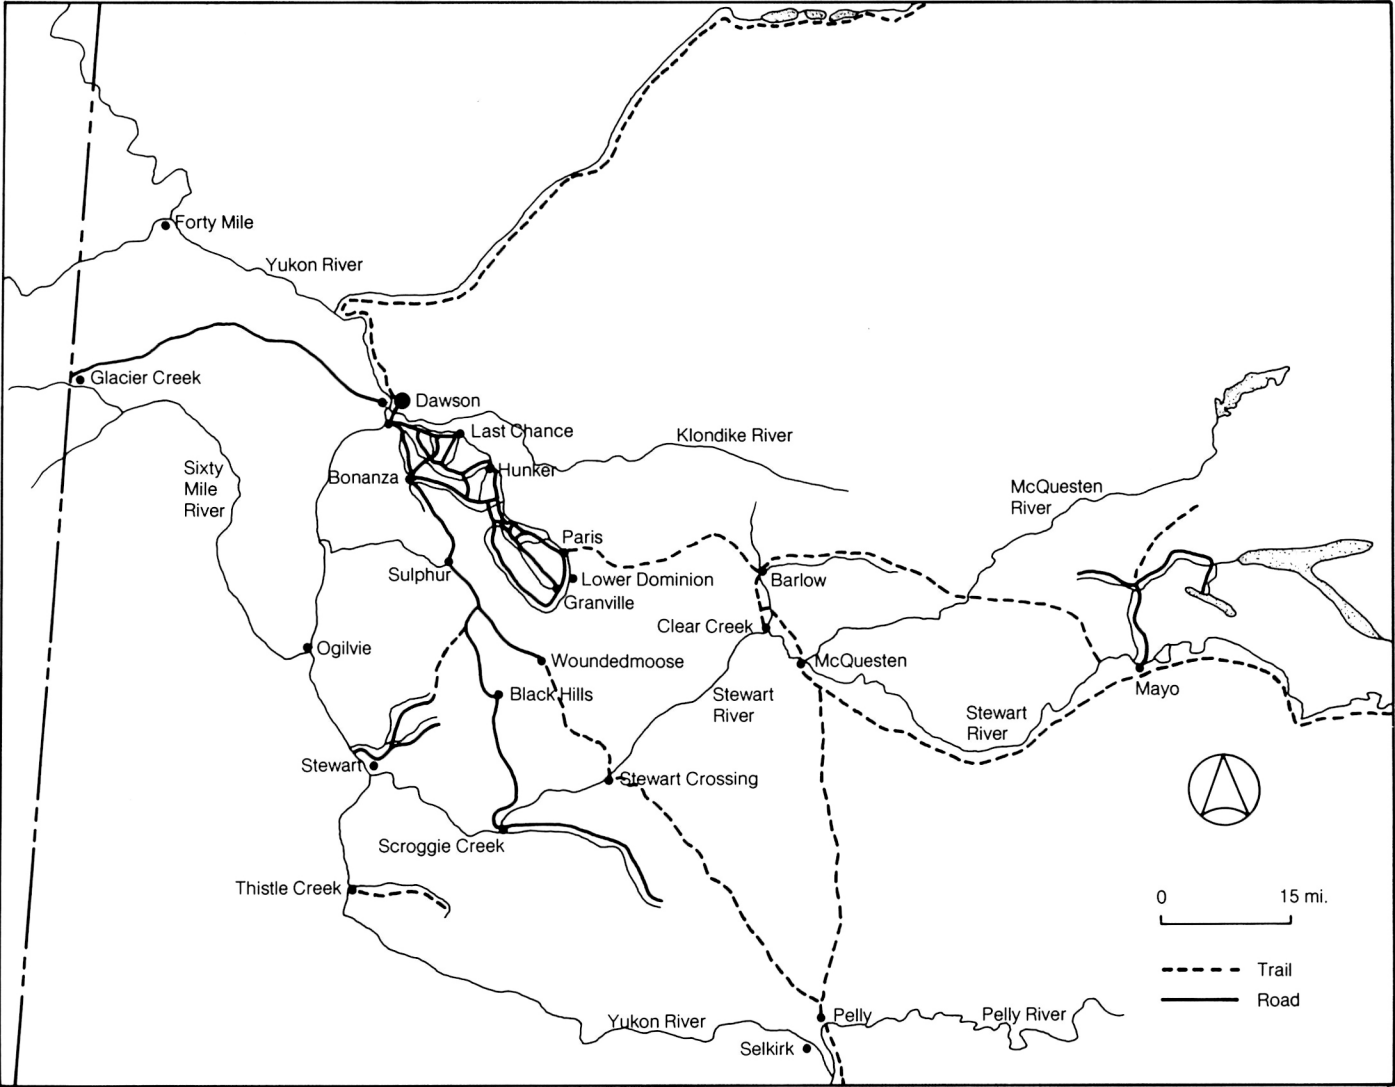 Forty Mile
Yukon River
Glacier Creek
Dawson
Last Chance
Klondike River
Sixty
Mile
River
Bonanza
Hunker
McQuesten
River
Paris
Sulphur
Lower Dominion
Barlow
Granville
Clear Creek
Ogilvie
Woundedmoose
McQuesten
Black Hills
Stewart
River
Mayo
Stewart
River
Stewart
Stewart Crossing
Scroggie Creek
Thistle Creek
0 15 mi.
Trail
Road
Yukon River
Pelly
Pelly River
Selkirk